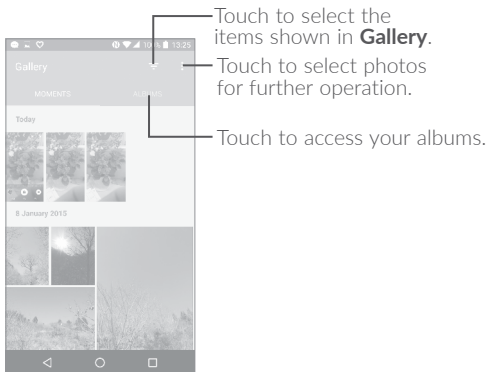 Touch to select the
items shown in Gallery.
Touch to select photos
for further operation.
Touch to access your albums.
100% 13:25
Gallery
MOMENTS
ALBUMS
Today
8 January 2015